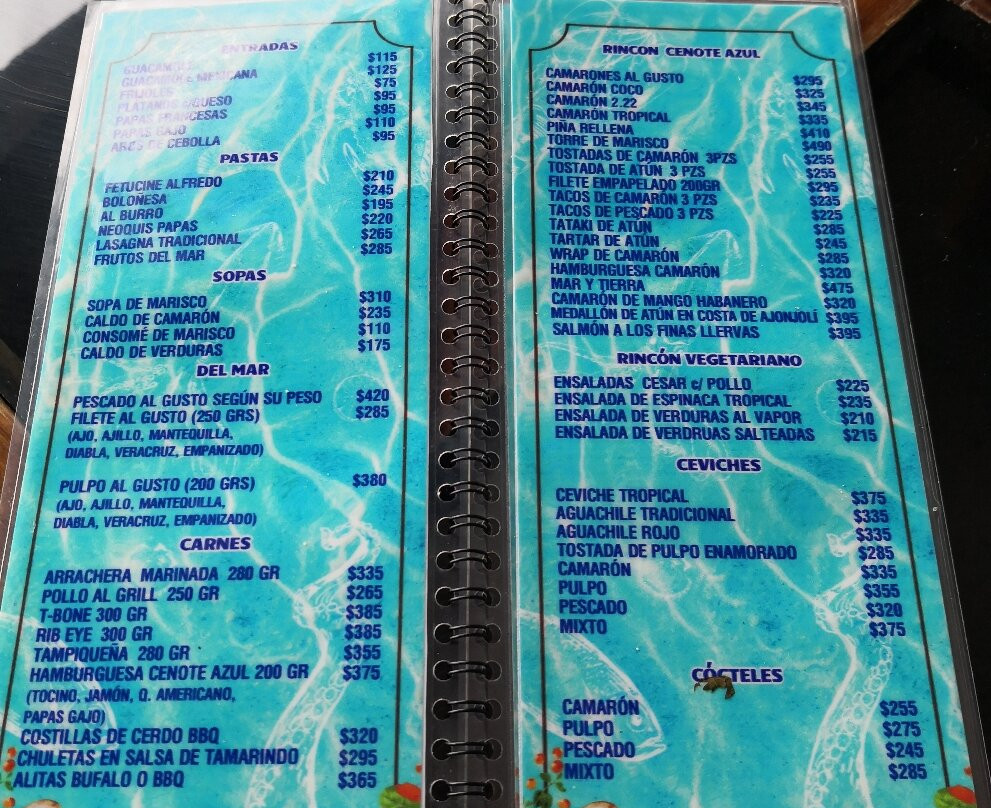 ENTRADAS
GUACAMOLE $115
GUACAMOLE MEXICANA $125
FRIJOLES $75
PLATANOS c/QUESO $95
PAPAS FRANCESAS $95
PAPAS GAJO $110
AROS DE CEBOLLA $95
PASTAS
FETUCINE ALFREDO $210
BOLOÑESA $245
AL BURRO $195
NEOQUIS PAPAS $220
LASAGNA TRADICIONAL $265
FRUTOS DEL MAR $285
SOPAS
SOPA DE MARISCO $310
CALDO DE CAMARÓN $235
CONSOMÉ DE MARISCO $110
CALDO DE VERDURAS $175
DEL MAR
PESCADO AL GUSTO SEGÚN SU PESO $420
FILETE AL GUSTO (250 GRS) $285
(AJO, AJILLO, MANTEQUILLA,
DIABLA, VERACRUZ, EMPANIZADO)
PULPO AL GUSTO (200 GRS) $380
(AJO, AJILLO, MANTEQUILLA,
DIABLA, VERACRUZ, EMPANIZADO)
CARNES
ARRACHERA MARINADA 280 GR $335
POLLO AL GRILL 250 GR $265
T-BONE 300 GR $385
RIB EYE 300 GR $385
TAMPIQUEÑA 280 GR $355
HAMBURGUESA CENOTE AZUL 200 GR $375
(TOCINO, JAMÓN, Q. AMERICANO,
PAPAS GAJO)
COSTILLAS DE CERDO BBQ $320
CHULETAS EN SALSA DE TAMARINDO $295
ALITAS BUFALO O BBQ $365
RINCON CENOTE AZUL
CAMARONES AL GUSTO $295
CAMARÓN COCO $325
CAMARÓN 2.22 $345
CAMARÓN TROPICAL $335
PIÑA RELLENA $410
TORRE DE MARISCO $490
TOSTADAS DE CAMARÓN 3PZS $255
TOSTADA DE ATÚN 3 PZS $255
FILETE EMPAPELADO 200GR $295
TACOS DE CAMARÓN 3 PZS $235
TACOS DE PESCADO 3 PZS $225
TATAKI DE ATÚN $285
TARTAR DE ATÚN $245
WRAP DE CAMARÓN $285
HAMBURGUESA CAMARÓN $320
MAR Y TIERRA $475
CAMARÓN DE MANGO HABANERO $320
MEDALLÓN DE ATÚN EN COSTA DE AJONJOLÍ $395
SALMÓN A LOS FINAS LLERVAS $395
RINCÓN VEGETARIANO
ENSALADAS CESAR c/ POLLO $225
ENSALADA DE ESPINACA TROPICAL $235
ENSALADA DE VERDURAS AL VAPOR $210
ENSALADA DE VERDRUAS SALTEADAS $215
CEVICHES
CEVICHE TROPICAL $375
AGUACHILE TRADICIONAL $335
AGUACHILE ROJO $335
TOSTADA DE PULPO ENAMORADO $285
CAMARÓN $335
PULPO $355
PESCADO $320
MIXTO $375
CÓCTELES
CAMARÓN $255
PULPO $275
PESCADO $245
MIXTO $285